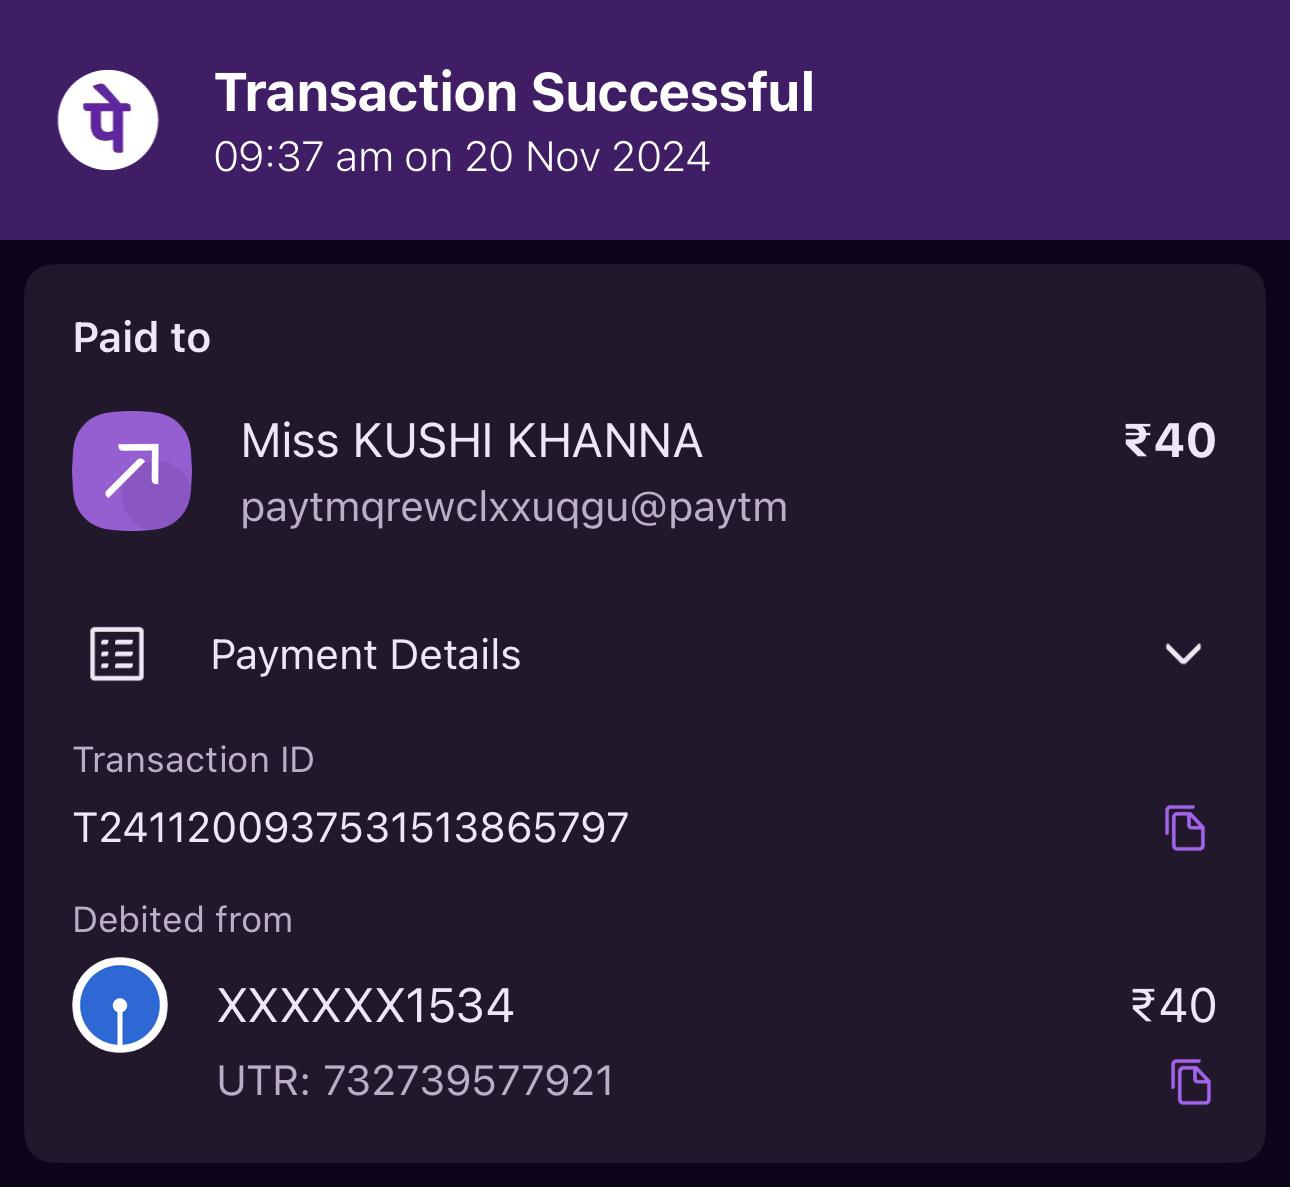 पे
Transaction Successful
09:37 am on 20 Nov 2024
Paid to
Miss KUSHI KHANNA ₹40
paytmqrewclxxuqgu@paytm
Payment Details
Transaction ID
T2411200937531513865797
Debited from
XXXXXX1534 ₹40
UTR: 732739577921